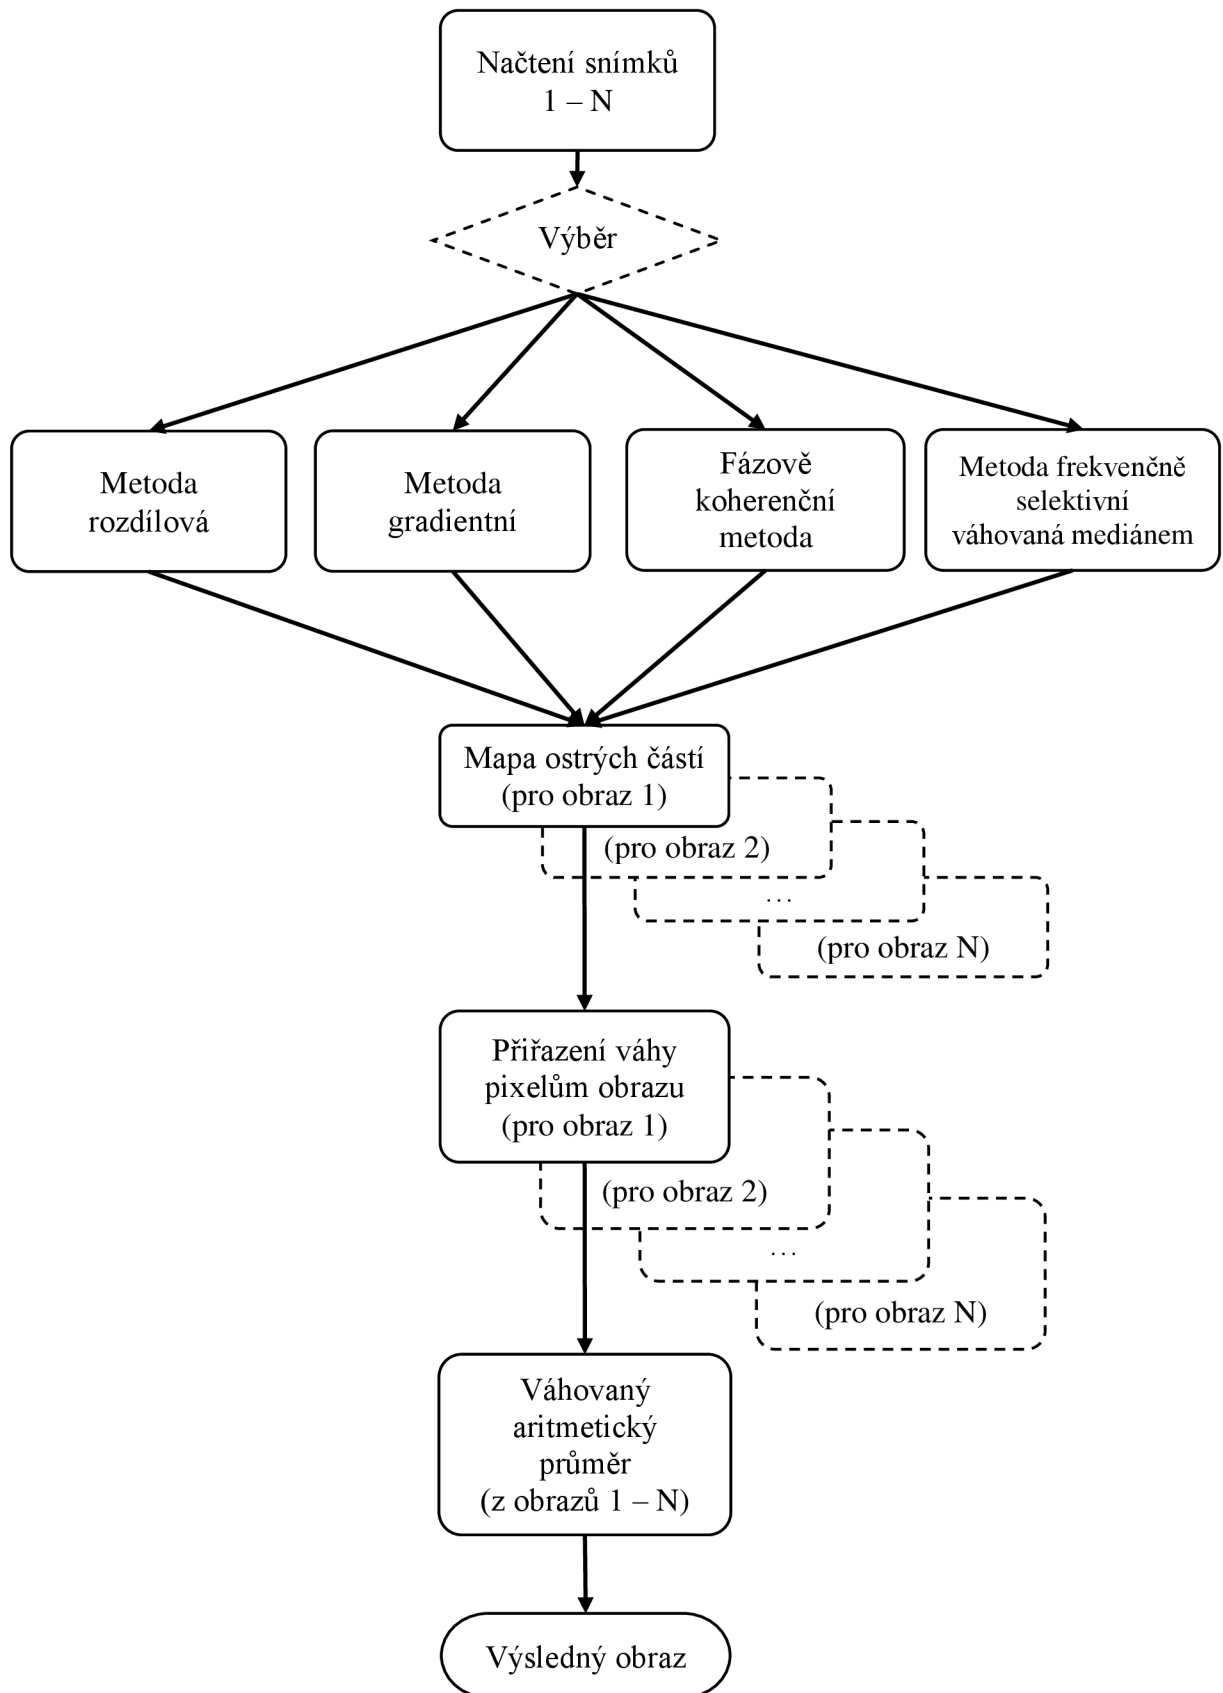 Načtení snímků
1 – N
Výběr
Metoda
rozdílová
Metoda
gradientní
Fázově
koherenční
metoda
Metoda frekvenčně
selektivní
váhovaná mediánem
Mapa ostrých částí
(pro obraz 1)
(pro obraz 2)
...
(pro obraz N)
Přiřazení váhy
pixelům obrazu
(pro obraz 1)
(pro obraz 2)
...
(pro obraz N)
Váhovaný
aritmetický
průměr
(z obrazů 1 – N)
Výsledný obraz